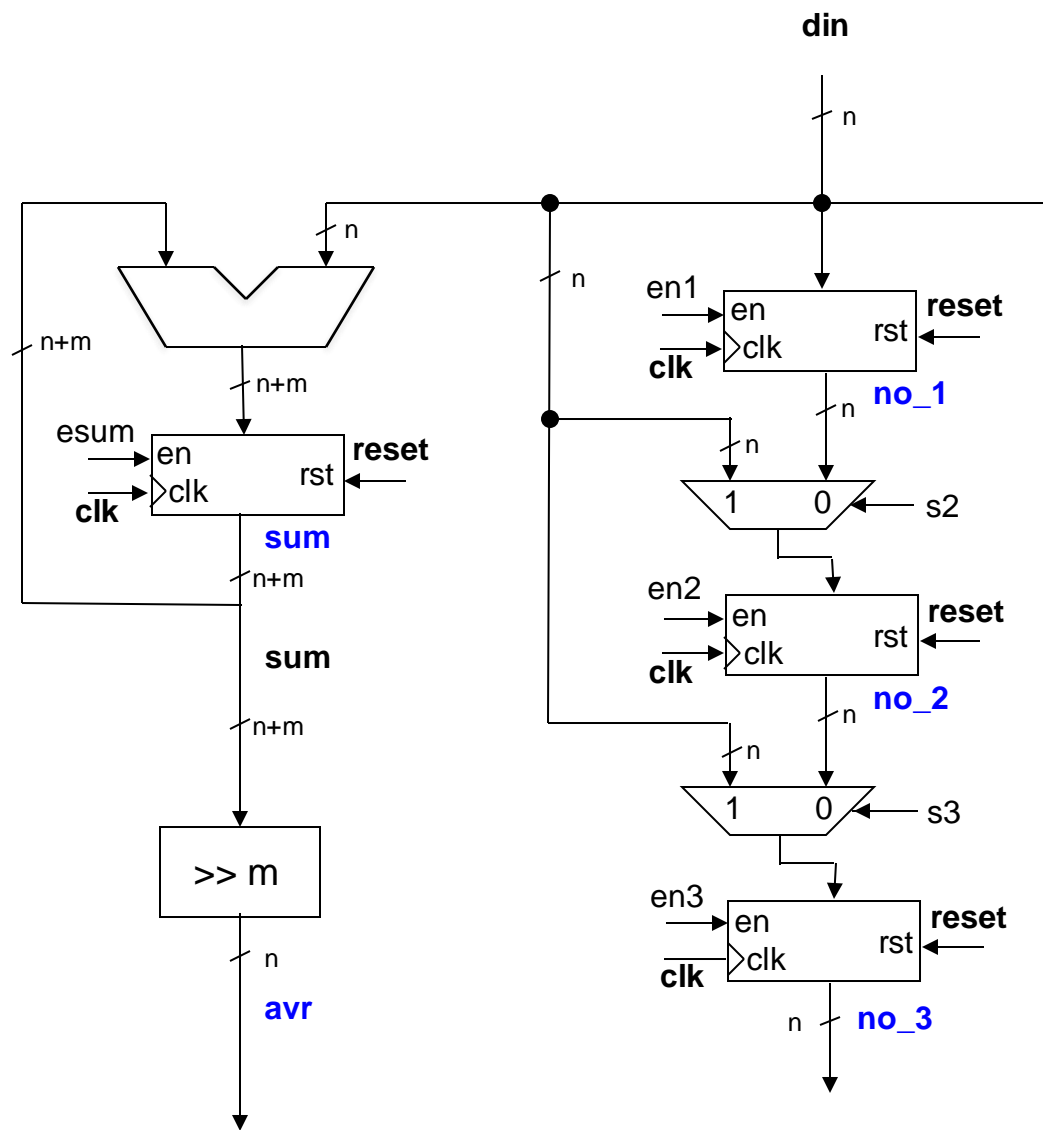 din
n
n
n
n+m
n+m
en1
en
clk
clk
rst
reset
no_1
n
n
esum
en
clk
clk
rst
reset
sum
n+m
1 0
s2
en2
en
clk
clk
rst
reset
no_2
n
sum
n+m
n
1 0
s3
>> m
en3
en
clk
clk
rst
reset
no_3
n
n
avr